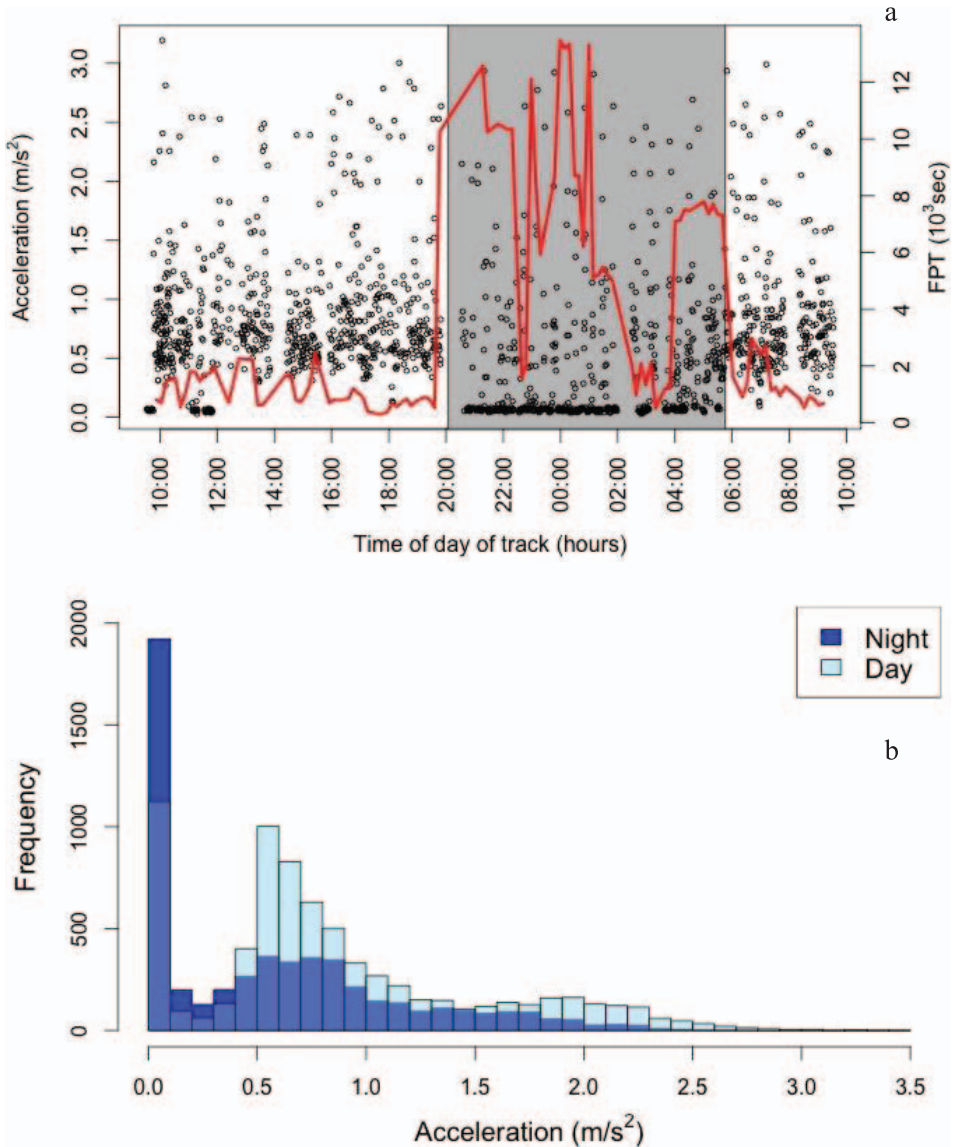 a
Acceleration (m/s²)
0.0 0.5 1.0 1.5 2.0 2.5 3.0
FPT (10³sec)
0 2 4 6 8 10 12
10:00 12:00 14:00 16:00 18:00 20:00 22:00 00:00 02:00 04:00 06:00 08:00 10:00
Time of day of track (hours)
Night
Day
b
Frequency
0 500 1000 1500 2000
0.0 0.5 1.0 1.5 2.0 2.5 3.0 3.5
Acceleration (m/s²)